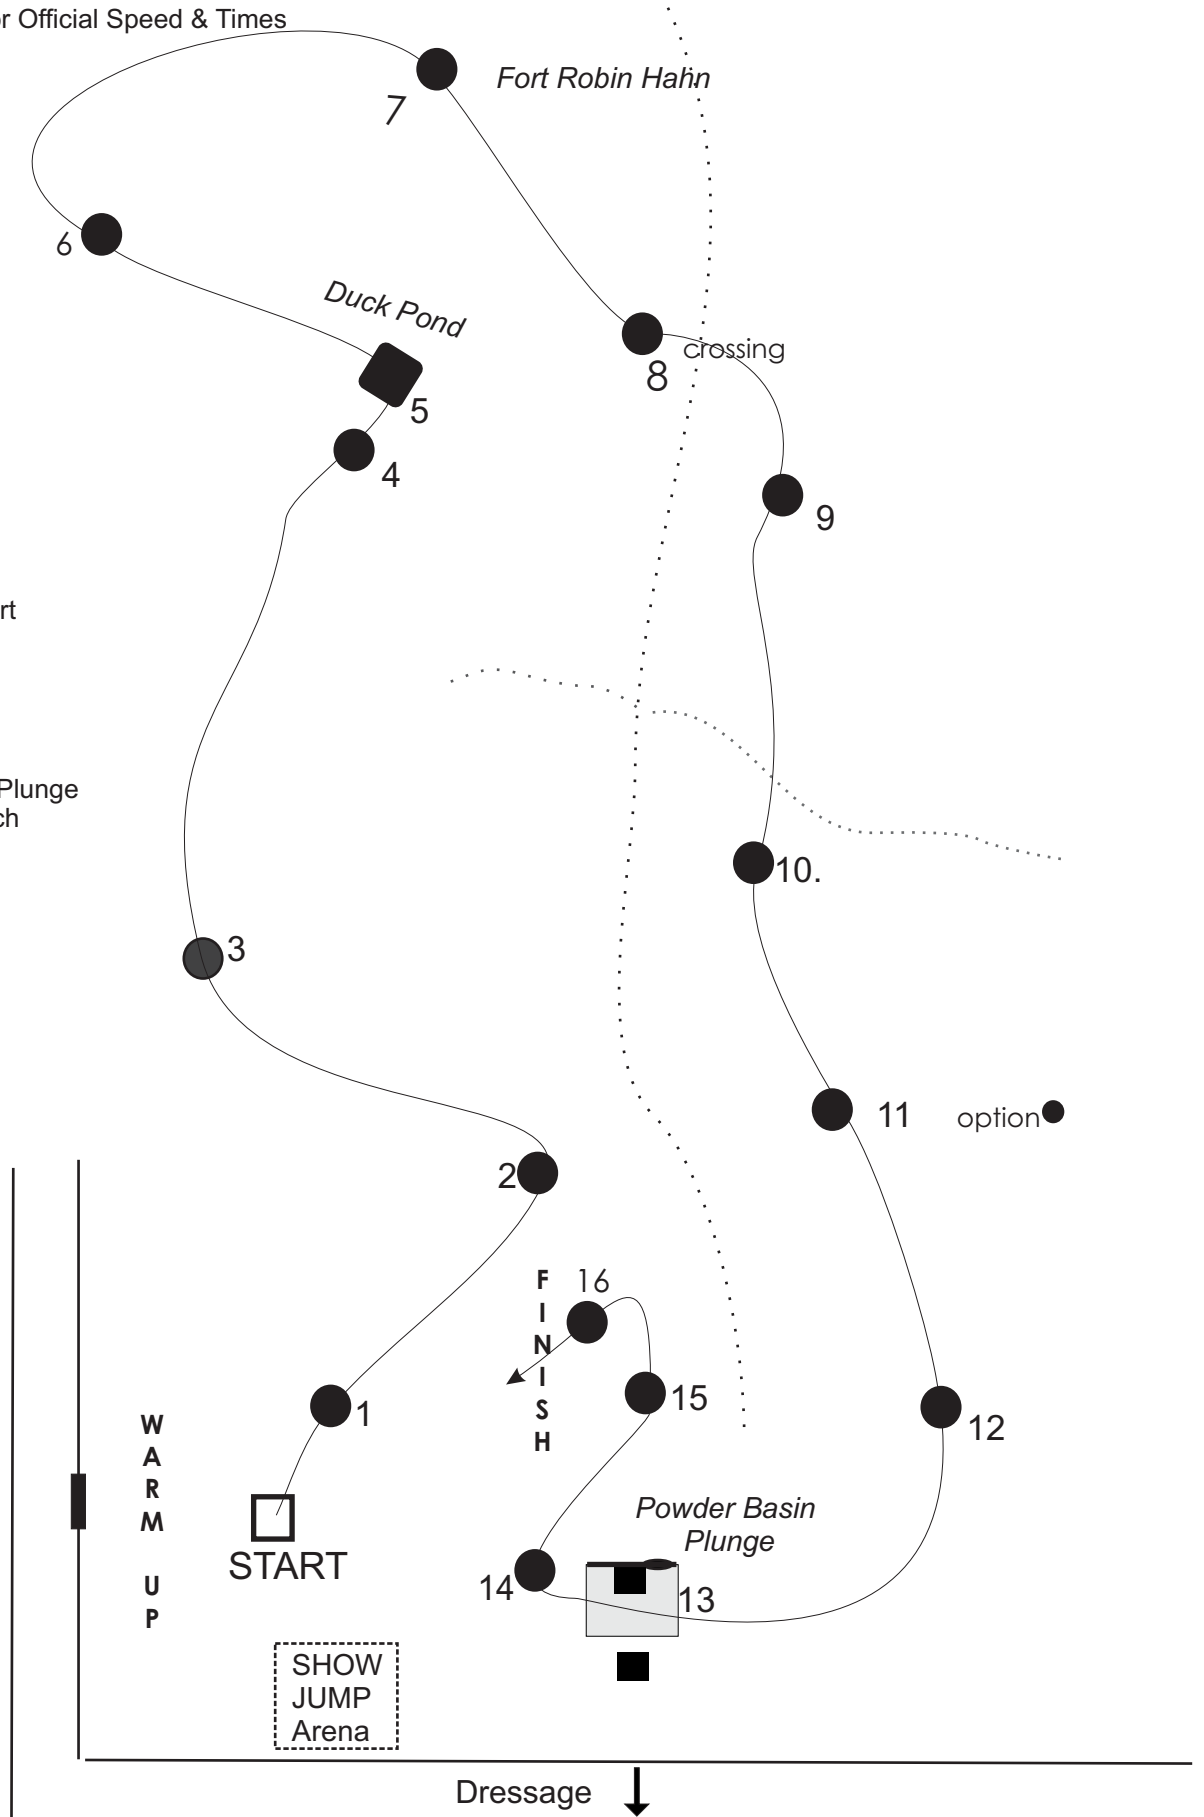 r Official Speed & Times
7
Fort Robin Hahn
6
Duck Pond
8
crossing
5
4
9
rt
Plunge
ch
10.
3
11
option
2
FINISH
16
15
1
12
WARM UP
Powder Basin
Plunge
START
14
13
SHOW
JUMP
Arena
Dressage